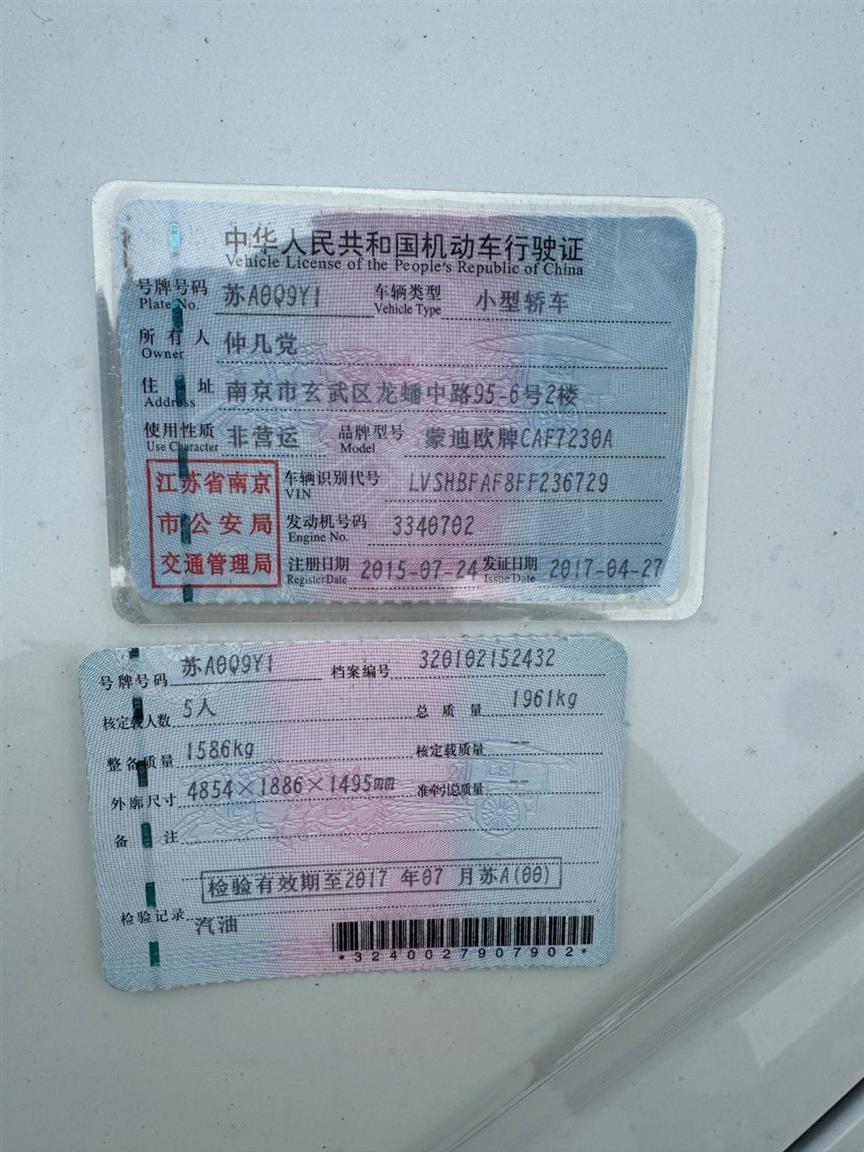 中华人民共和国机动车行驶证
Vehicle License of the People's Republic of China
号牌号码 苏A0Q9Y1 车辆类型 小型轿车
Plate No. Vehicle Type
所有人 仲几党
Owner
住址 南京市玄武区龙蟠中路95-6号2楼
Address
使用性质 非营运 品牌型号 蒙迪欧牌CAF7230A
Use Character Model
江苏省南京
市公安局
交通管理局
车辆识别代号 LVSHBFAF8FF236729
VIN
发动机号码 3340702
Engine No.
注册日期 2015-07-24 发证日期 2017-04-27
Register Date Issue Date
号牌号码 苏A0Q9Y1 档案编号 320102152432
核定载人数 5人 总质量 1961kg
整备质量 1586kg 核定载质量 --
外廓尺寸 4854×1886×1495mm 准牵引总质量 --
备注
检验有效期至2017 年07 月苏A(00)
检验记录 汽油
*3240027907902*